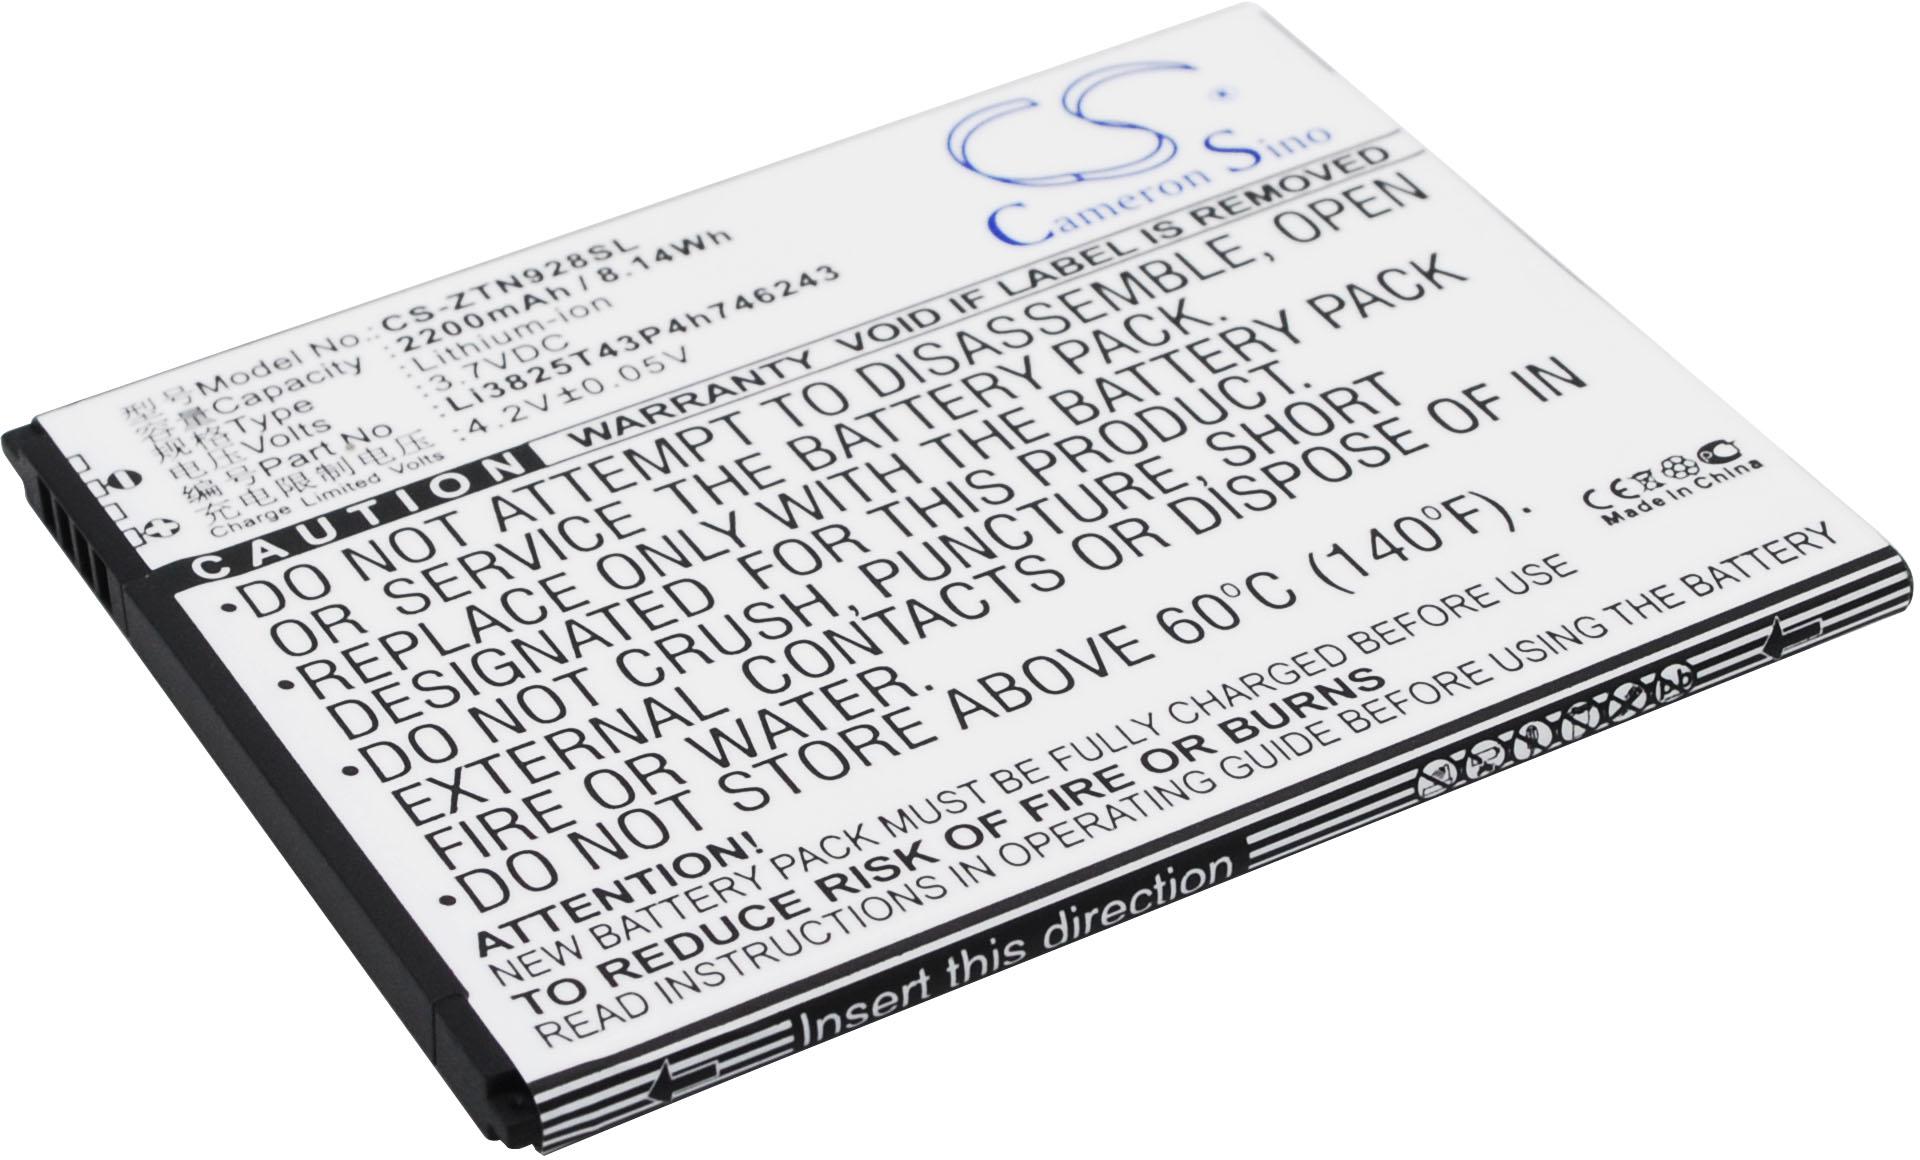 CS
Cameron Sino
型号Model No.: CS-ZTN928SL
容量Capacity : 2200mAh / 8.14Wh
规格Type : Lithium-ion
电压Volts : 3.7VDC
编号Part No : Li3825T43P4h746243
充电限制电压 : 4.2V±0.05V
Charge Limited Volts
CAUTION WARRANTY VOID IF LABEL IS REMOVED
•DO NOT ATTEMPT TO DISASSEMBLE, OPEN
OR SERVICE THE BATTERY PACK.
•REPLACE ONLY WITH THE BATTERY PACK
DESIGNATED FOR THIS PRODUCT.
•DO NOT CRUSH, PUNCTURE, SHORT
EXTERNAL CONTACTS OR DISPOSE OF IN
FIRE OR WATER.
•DO NOT STORE ABOVE 60°C (140°F).
CE
Made in China
ATTENTION!
NEW BATTERY PACK MUST BE FULLY CHARGED BEFORE USE
TO REDUCE RISK OF FIRE OR BURNS
READ INSTRUCTIONS IN OPERATING GUIDE BEFORE USING THE BATTERY
Insert this direction
Pb